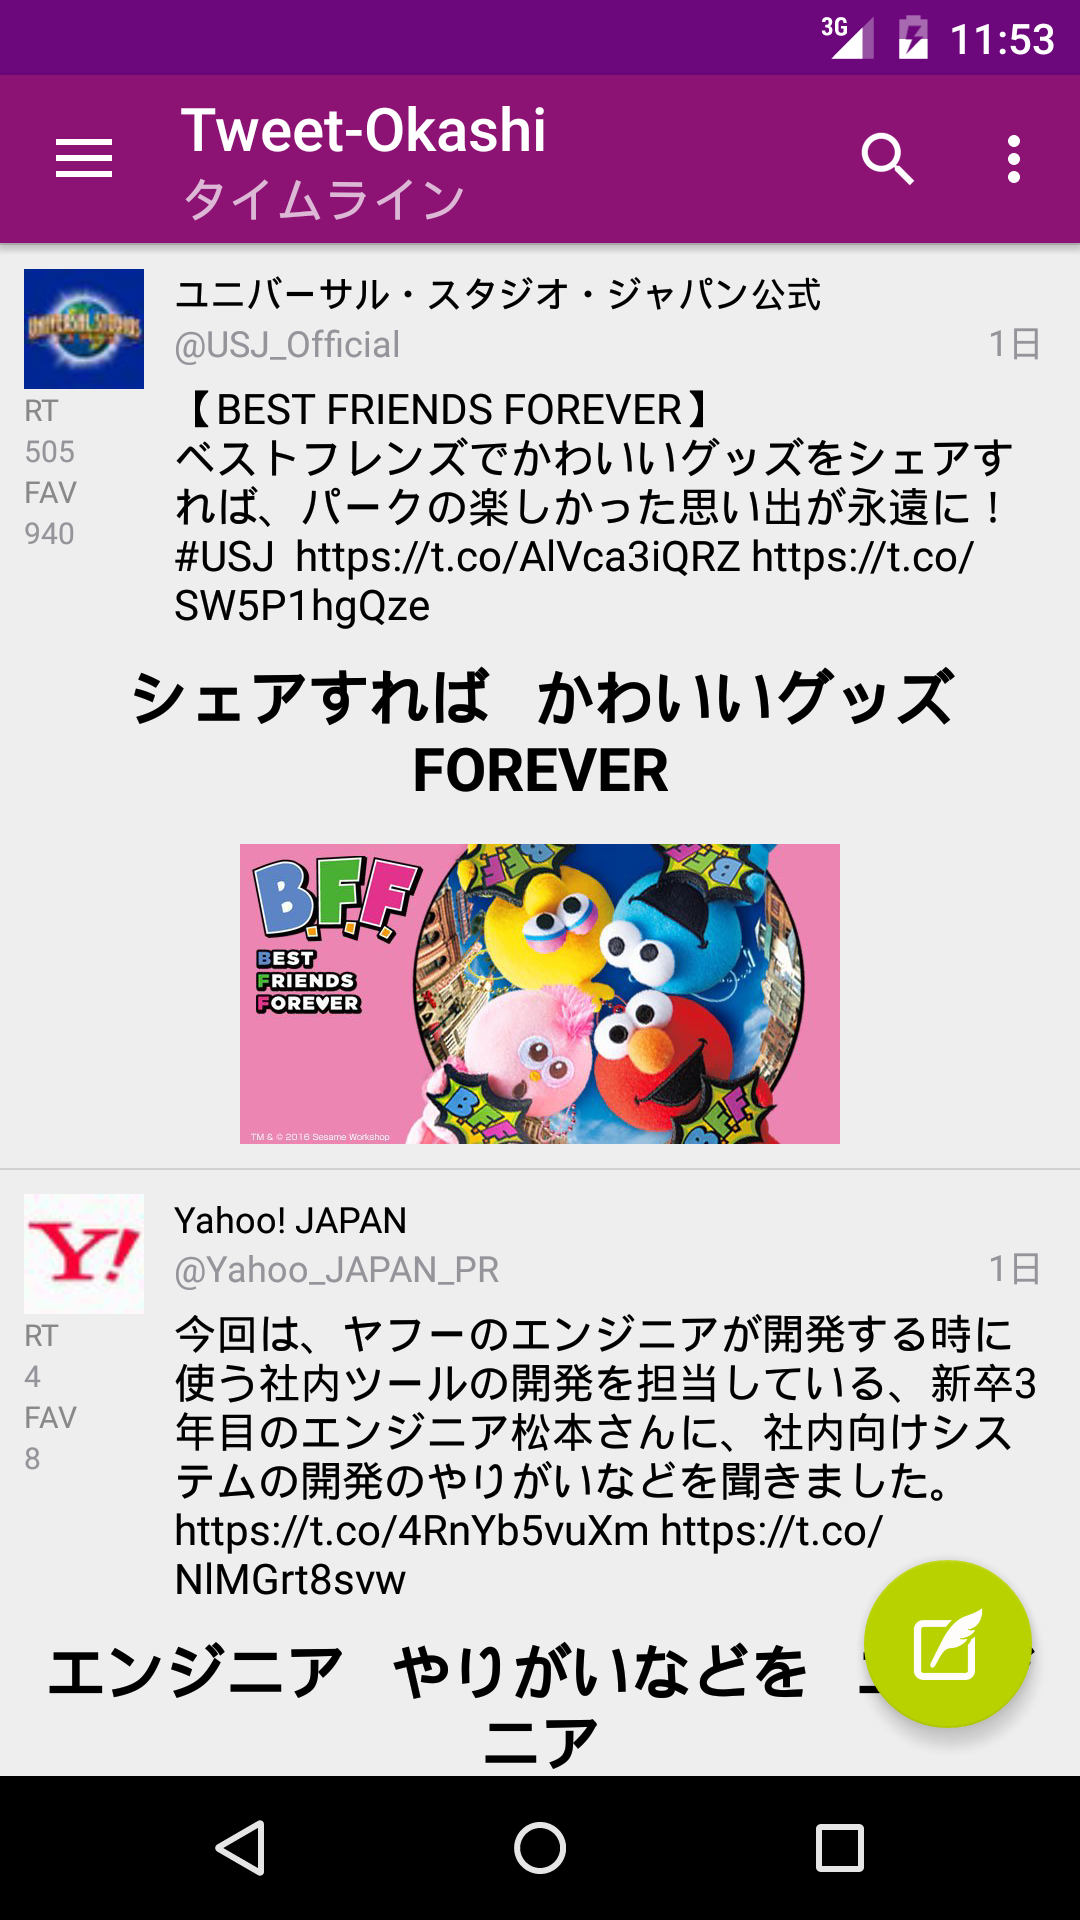 3G 11:53
Tweet-Okashi
タイムライン
UNIVERSAL STUDIOS
ユニバーサル・スタジオ・ジャパン公式
@USJ_Official 1日
RT
505
FAV
940
【BEST FRIENDS FOREVER】
ベストフレンズでかわいいグッズをシェアす
れば、パークの楽しかった思い出が永遠に！
#USJ https://t.co/AlVca3iQRZ https://t.co/
SW5P1hgQze
シェアすれば かわいいグッズ
FOREVER
B.F.F.
BEST
FRIENDS
FOREVER
B.F.F
B.F.F
B.F.F
B.F.F
TM & © 2016 Sesame Workshop
Y!
Yahoo! JAPAN
@Yahoo_JAPAN_PR 1日
RT
4
FAV
8
今回は、ヤフーのエンジニアが開発する時に
使う社内ツールの開発を担当している、新卒3
年目のエンジニア松本さんに、社内向けシス
テムの開発のやりがいなどを聞きました。
https://t.co/4RnYb5vuXm https://t.co/
NlMGrt8svw
エンジニア やりがいなどを
ニア